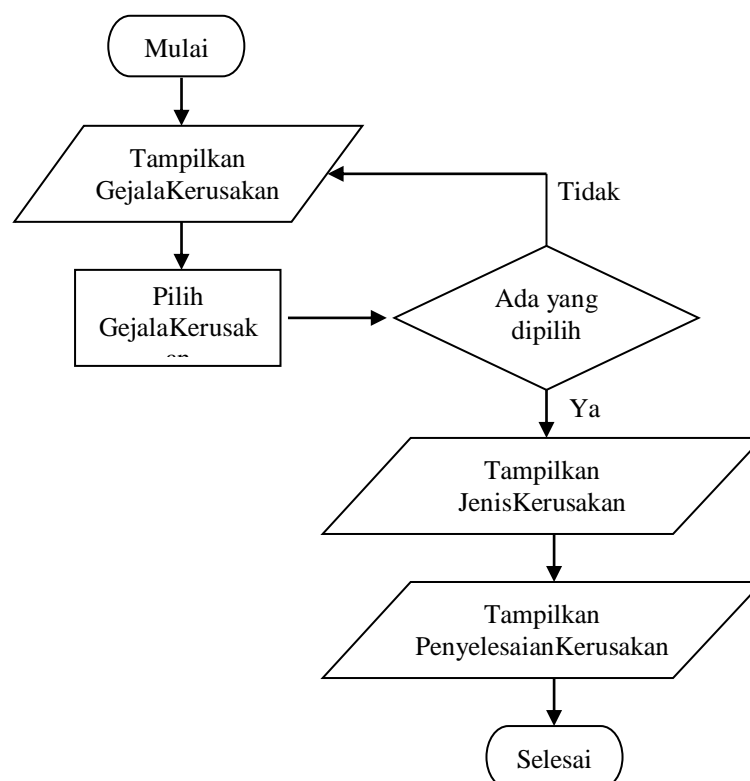 Mulai
Tampilkan
GejalaKerusakan
Tidak
Pilih
GejalaKerusak
Ada yang
dipilih
Ya
Tampilkan
JenisKerusakan
Tampilkan
PenyelesaianKerusakan
Selesai